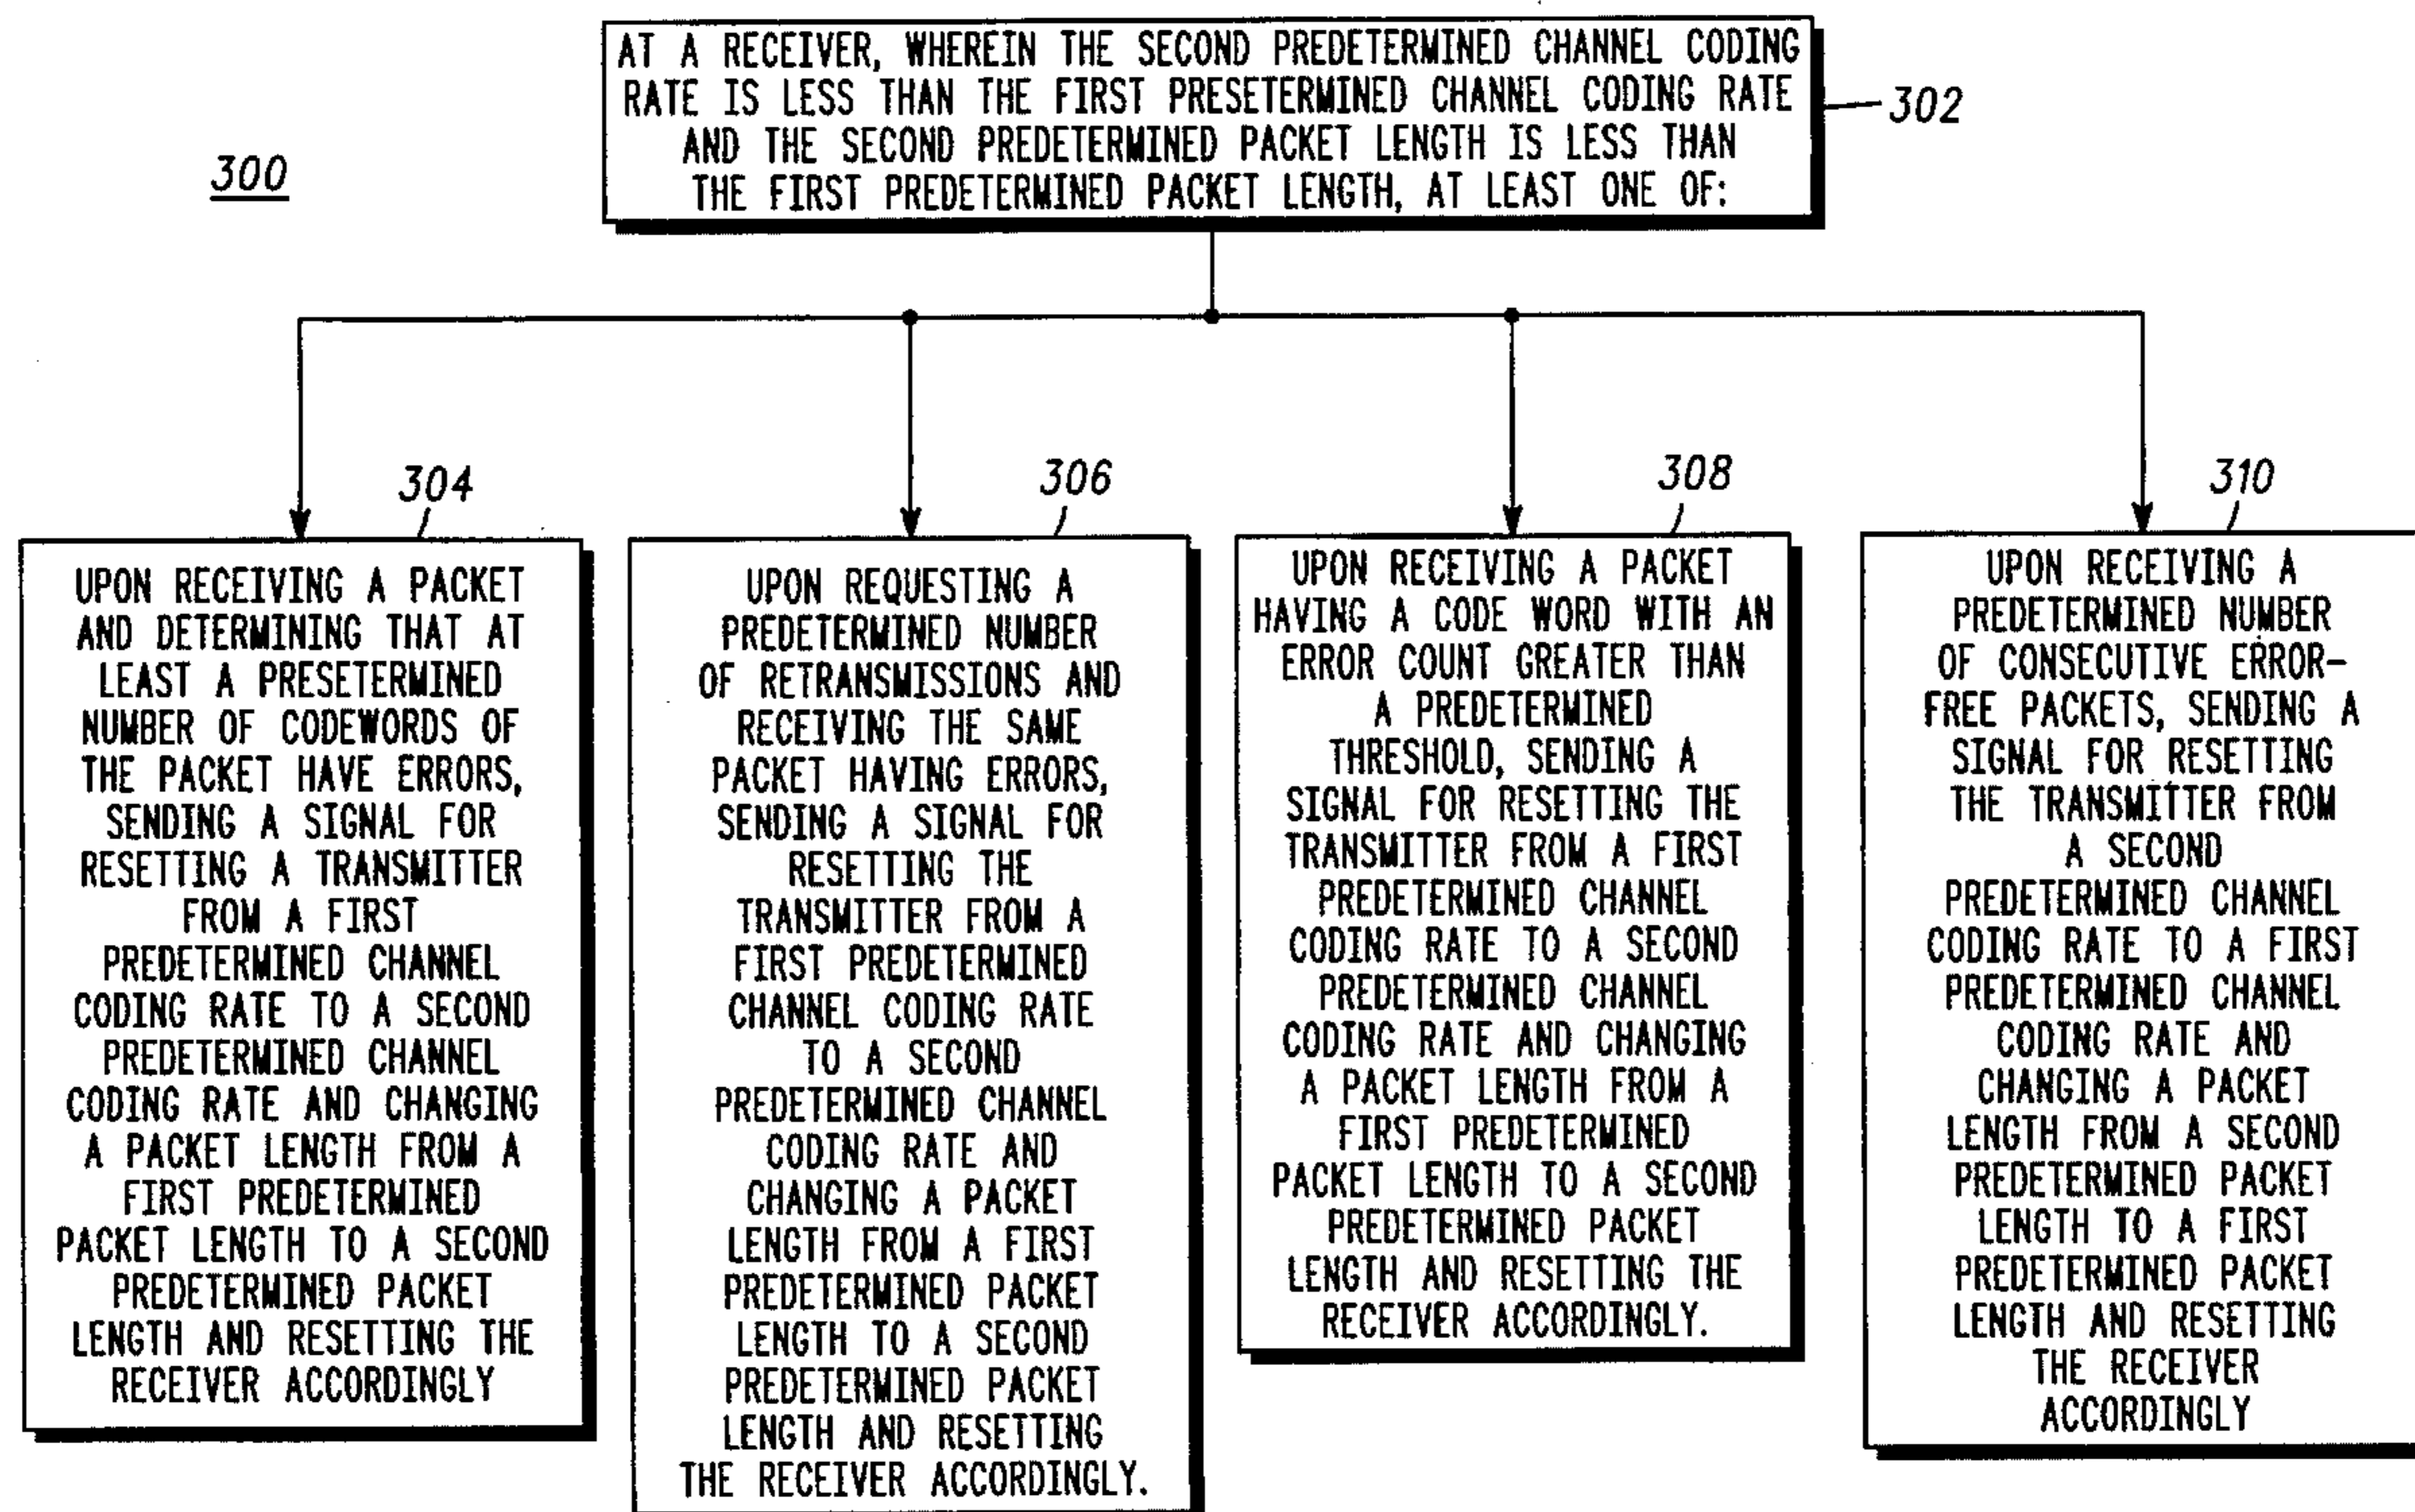 AT A RECEIVER, WHEREIN THE SECOND PREDETERMINED CHANNEL CODING
RATE IS LESS THAN THE FIRST PRESETERMINED CHANNEL CODING RATE
AND THE SECOND PREDETERMINED PACKET LENGTH IS LESS THAN
THE FIRST PREDETERMINED PACKET LENGTH, AT LEAST ONE OF:
302
300
304
UPON RECEIVING A PACKET
AND DETERMINING THAT AT
LEAST A PRESETERMINED
NUMBER OF CODEWORDS OF
THE PACKET HAVE ERRORS,
SENDING A SIGNAL FOR
RESETTING A TRANSMITTER
FROM A FIRST
PREDETERMINED CHANNEL
CODING RATE TO A SECOND
PREDETERMINED CHANNEL
CODING RATE AND CHANGING
A PACKET LENGTH FROM A
FIRST PREDETERMINED
PACKET LENGTH TO A SECOND
PREDETERMINED PACKET
LENGTH AND RESETTING THE
RECEIVER ACCORDINGLY
306
UPON REQUESTING A
PREDETERMINED NUMBER
OF RETRANSMISSIONS AND
RECEIVING THE SAME
PACKET HAVING ERRORS,
SENDING A SIGNAL FOR
RESETTING THE
TRANSMITTER FROM A
FIRST PREDETERMINED
CHANNEL CODING RATE
TO A SECOND
PREDETERMINED CHANNEL
CODING RATE AND
CHANGING A PACKET
LENGTH FROM A FIRST
PREDETERMINED PACKET
LENGTH TO A SECOND
PREDETERMINED PACKET
LENGTH AND RESETTING
THE RECEIVER ACCORDINGLY.
308
UPON RECEIVING A PACKET
HAVING A CODE WORD WITH AN
ERROR COUNT GREATER THAN
A PREDETERMINED
THRESHOLD, SENDING A
SIGNAL FOR RESETTING THE
TRANSMITTER FROM A FIRST
PREDETERMINED CHANNEL
CODING RATE TO A SECOND
PREDETERMINED CHANNEL
CODING RATE AND CHANGING
A PACKET LENGTH FROM A
FIRST PREDETERMINED
PACKET LENGTH TO A SECOND
PREDETERMINED PACKET
LENGTH AND RESETTING THE
RECEIVER ACCORDINGLY.
310
UPON RECEIVING A
PREDETERMINED NUMBER
OF CONSECUTIVE ERROR-
FREE PACKETS, SENDING A
SIGNAL FOR RESETTING
THE TRANSMITTER FROM
A SECOND
PREDETERMINED CHANNEL
CODING RATE TO A FIRST
PREDETERMINED CHANNEL
CODING RATE AND
CHANGING A PACKET
LENGTH FROM A SECOND
PREDETERMINED PACKET
LENGTH TO A FIRST
PREDETERMINED PACKET
LENGTH AND RESETTING
THE RECEIVER
ACCORDINGLY